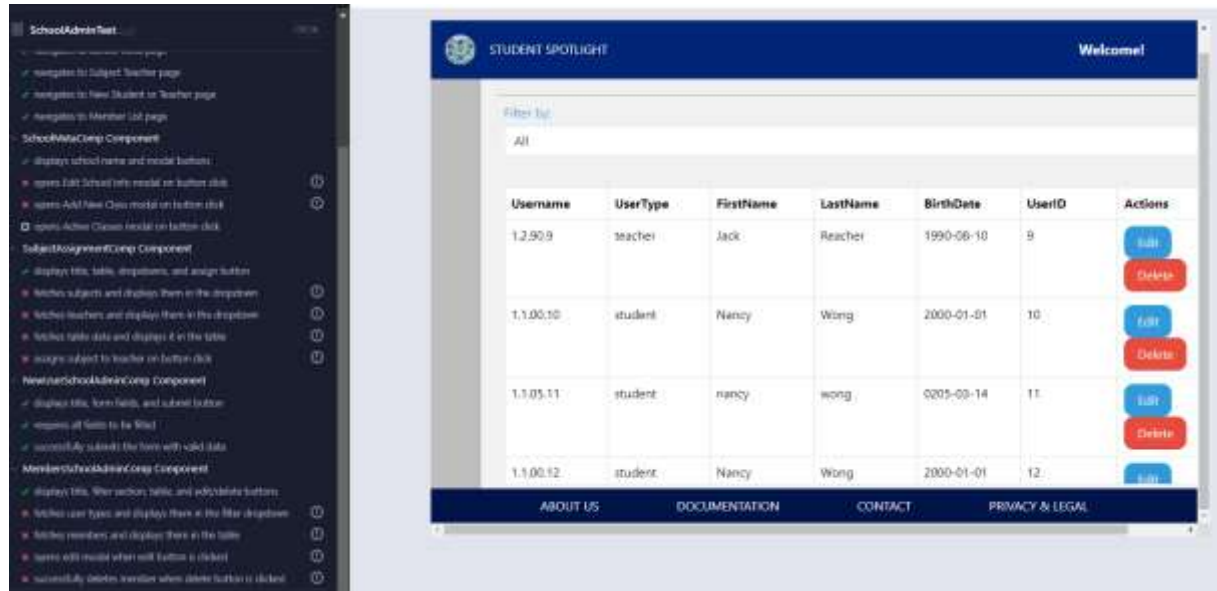 SchoolAdminTest
navigates to Subject Teacher page
navigates to New Student or Teacher page
navigates to Member List page
SchoolMetaComp Component
displays school name and modal buttons
opens Edit School Info modal on button click
opens Add New Class modal on button click
opens Active Classes modal on button click
SubjectAssignmentComp Component
displays title, table, dropdowns, and assign button
fetches subjects and displays them in the dropdown
fetches teachers and displays them in the dropdown
fetches table data and displays it in the table
assigns subject to teacher on button click
NewUserSchoolAdminComp Component
displays title, form fields, and submit button
requires all fields to be filled
successfully submits the form with valid data
MembersSchoolAdminComp Component
displays title, filter section, table, and edit/delete buttons
fetches user types and displays them in the filter dropdown
fetches members and displays them in the table
opens edit modal when edit button is clicked
successfully deletes member when delete button is clicked
STUDENT SPOTLIGHT Welcome!
Filter by:
All
Username UserType FirstName LastName BirthDate UserID Actions
1.2.90.9 teacher Jack Reacher 1990-08-10 9 Edit
Delete
1.1.00.10 student Nancy Wong 2000-01-01 10 Edit
Delete
1.1.05.11 student nancy wong 0205-03-14 11 Edit
Delete
1.1.00.12 student Nancy Wong 2000-01-01 12 Edit
ABOUT US DOCUMENTATION CONTACT PRIVACY & LEGAL